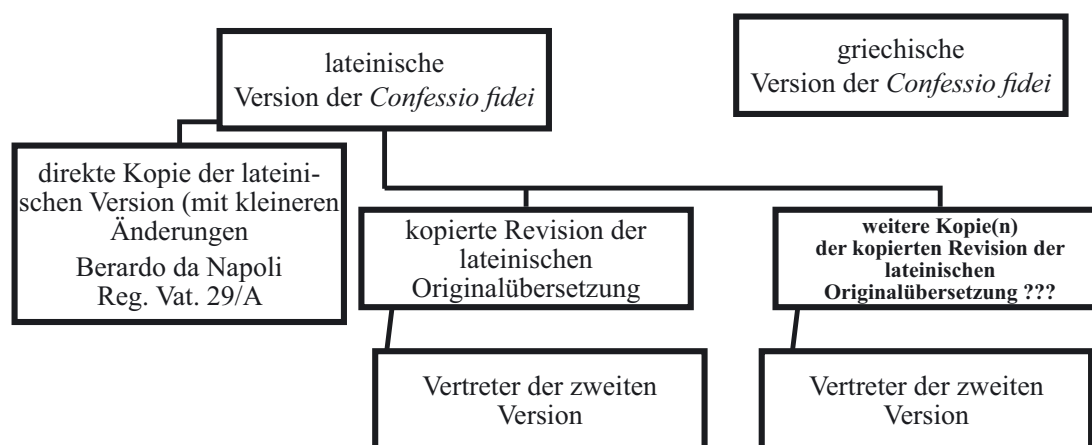 lateinische
Version der Confessio fidei
griechische
Version der Confessio fidei
direkte Kopie der lateini-
schen Version (mit kleineren
Änderungen
Berardo da Napoli
Reg. Vat. 29/A
kopierte Revision der
lateinischen
Originalübersetzung
weitere Kopie(n)
der kopierten Revision der
lateinischen
Originalübersetzung ???
Vertreter der zweiten
Version
Vertreter der zweiten
Version